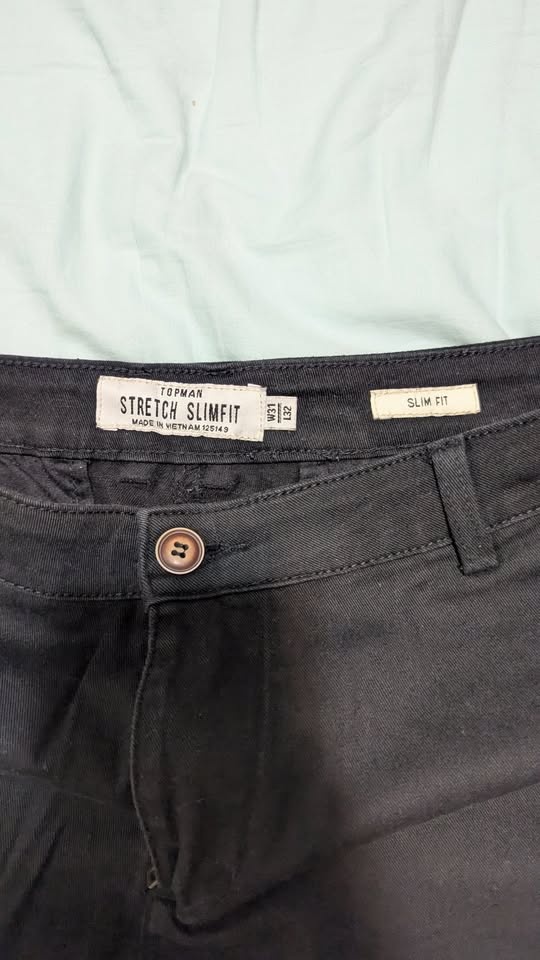 TOPMAN
STRETCH SLIMFIT
MADE IN VIETNAM 125149
W31
L32
SLIM FIT